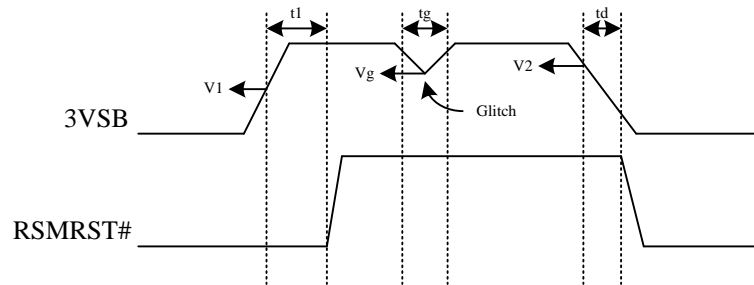 t1
tg
td
V1
Vg
V2
Glitch
3VSB
RSMRST#